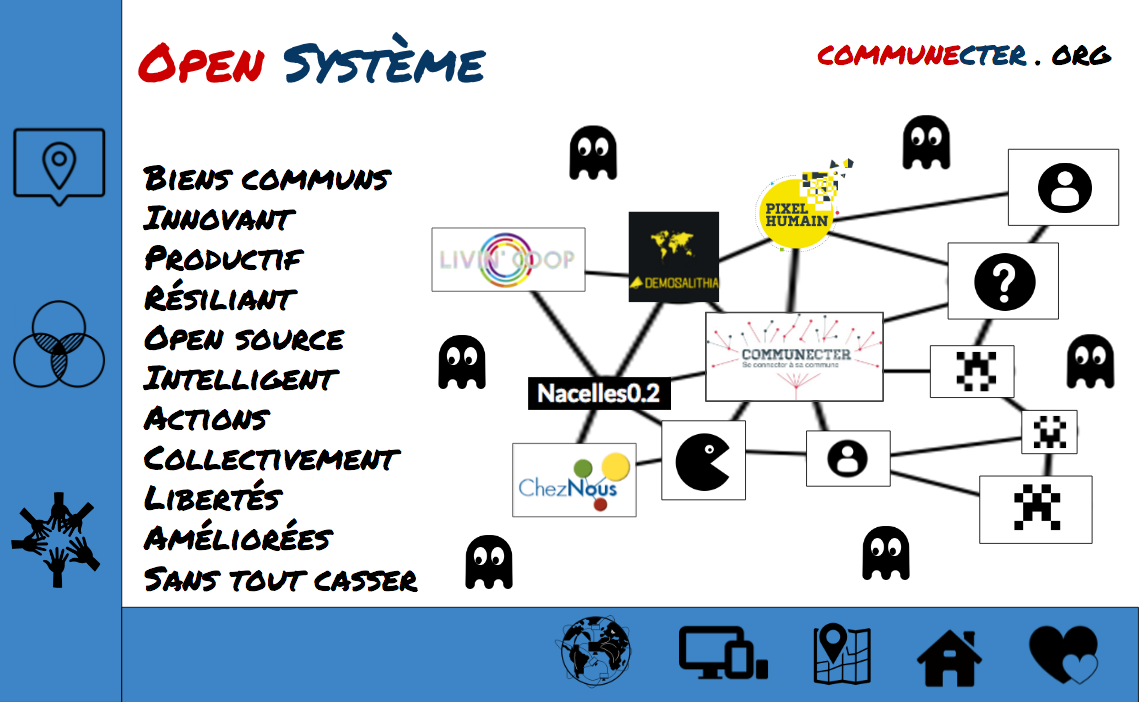 Open Système
communecter.org
Biens communs
Innovant
Productif
Résiliant
Open source
Intelligent
Actions
Collectivement
Libertés
Améliorées
Sans tout casser
LIVIN' COOP
DEMOSALITHIA
PIXEL
HUMAIN
COMMUNECTER
Se connecter à sa commune
Nacelles0.2
ChezNous
?